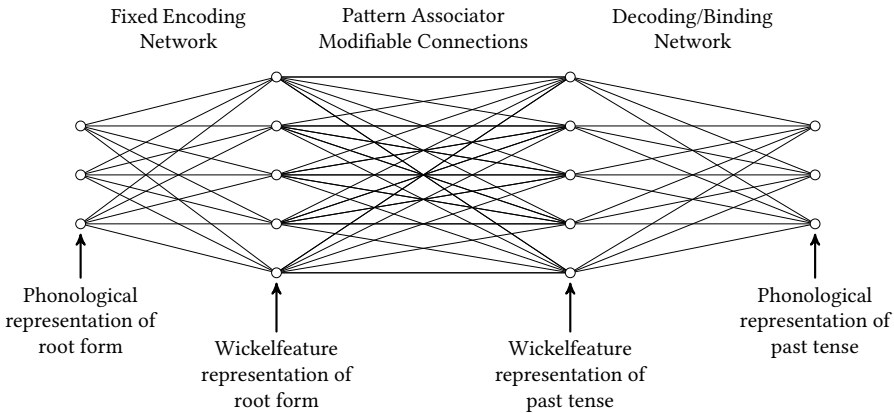 Fixed Encoding
Network
Pattern Associator
Modifiable Connections
Decoding/Binding
Network
Phonological
representation of
root form
Wickelfeature
representation of
root form
Wickelfeature
representation of
past tense
Phonological
representation of
past tense